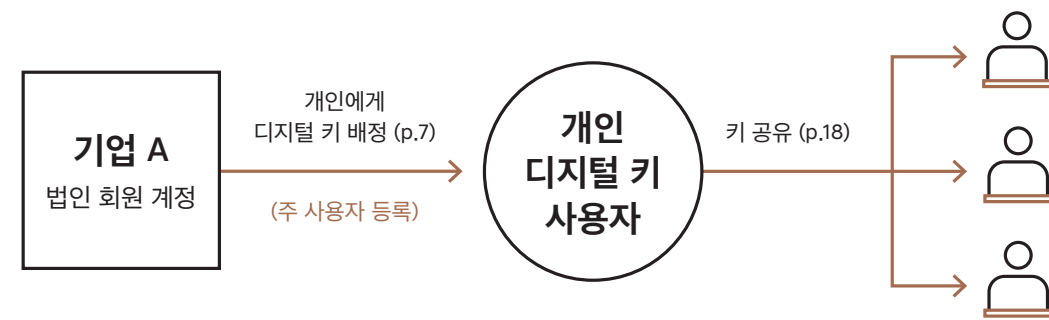 기업 A
법인 회원 계정
개인에게
디지털 키 배정 (p.7)
(주 사용자 등록)
개인
디지털 키
사용자
키 공유 (p.18)